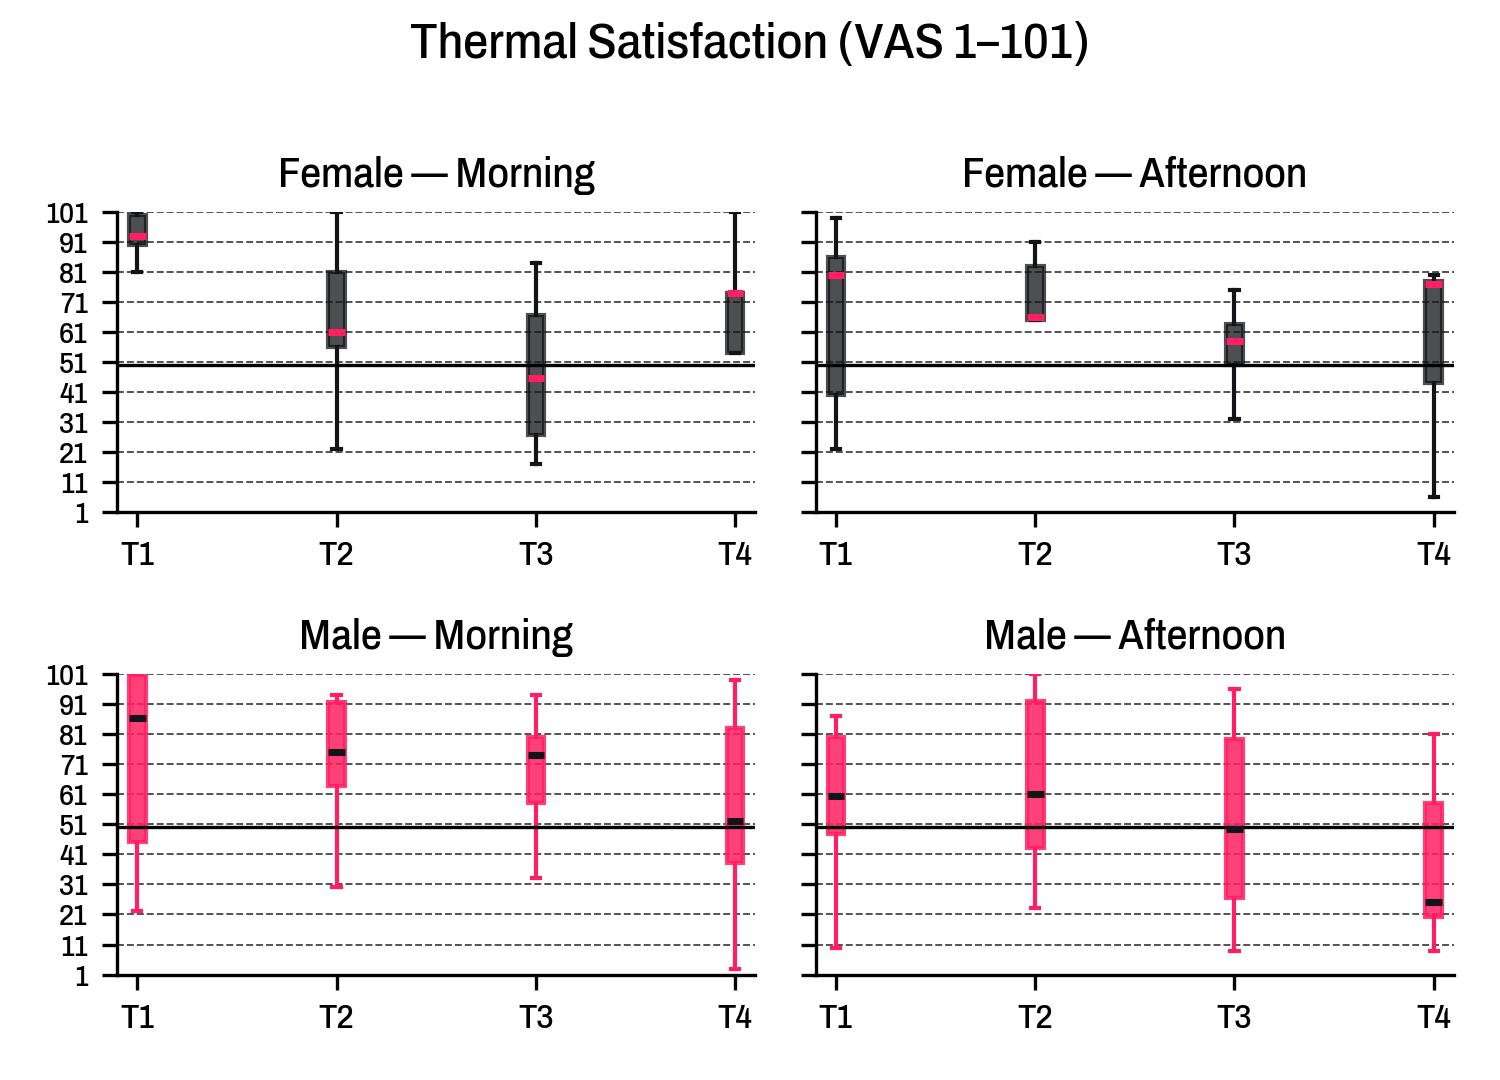 Thermal Satisfaction (VAS 1–101)
Female — Morning
Female — Afternoon
101
91
81
71
61
51
41
31
21
11
1
T1 T2 T3 T4
T1 T2 T3 T4
Male — Morning
Male — Afternoon
101
91
81
71
61
51
41
31
21
11
1
T1 T2 T3 T4
T1 T2 T3 T4